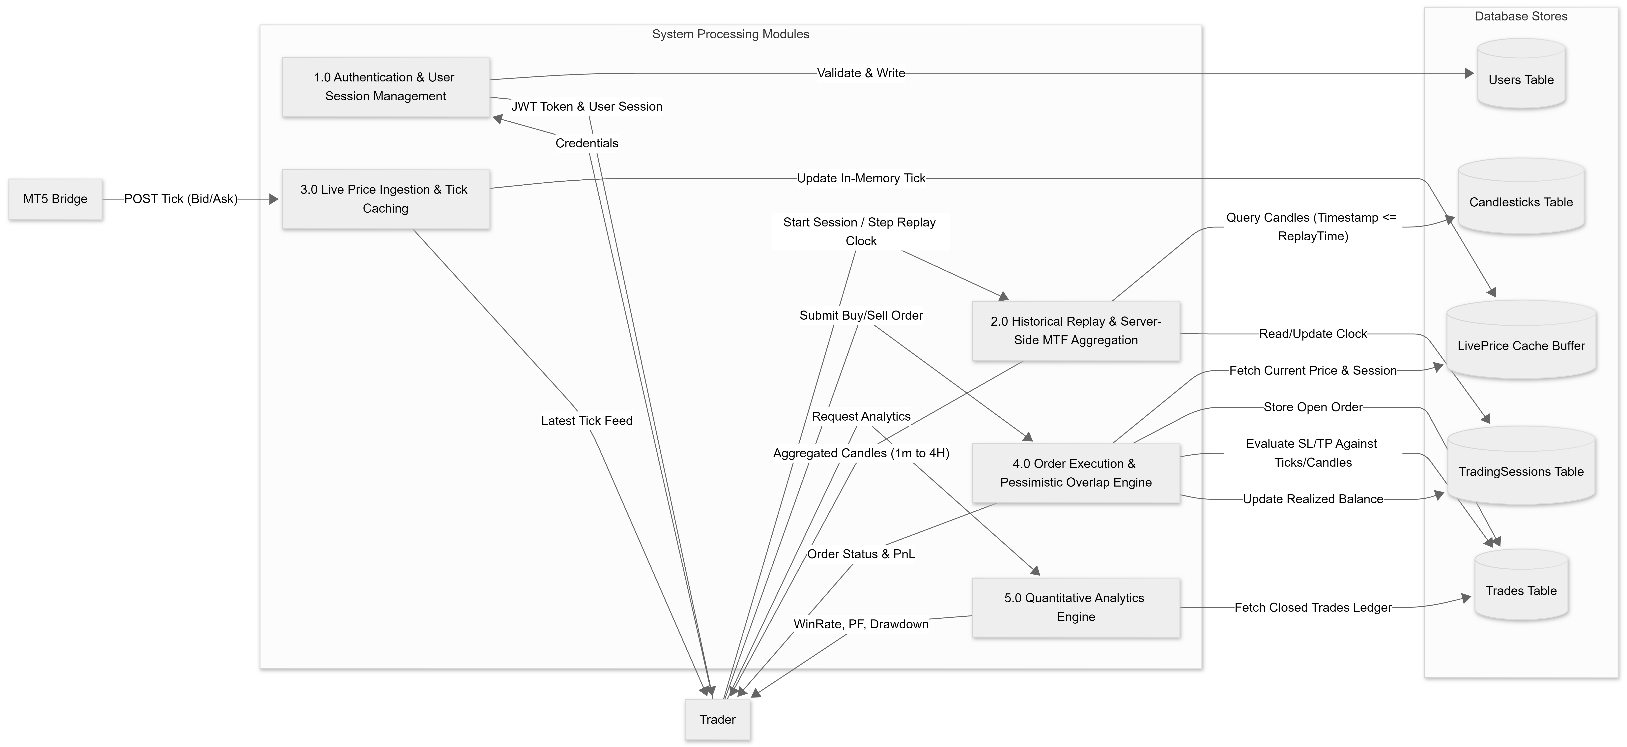 System Processing Modules
Database Stores
1.0 Authentication & User
Session Management
Validate & Write
Users Table
JWT Token & User Session
Credentials
MT5 Bridge
POST Tick (Bid/Ask)
3.0 Live Price Ingestion & Tick
Caching
Update In-Memory Tick
Candlesticks Table
Start Session / Step Replay
Clock
Query Candles (Timestamp <=
ReplayTime)
Submit Buy/Sell Order
2.0 Historical Replay & Server-
Side MTF Aggregation
Read/Update Clock
LivePrice Cache Buffer
Fetch Current Price & Session
Latest Tick Feed
Request Analytics
Store Open Order
Aggregated Candles (1m to 4H)
4.0 Order Execution &
Pessimistic Overlap Engine
Evaluate SL/TP Against
Ticks/Candles
TradingSessions Table
Update Realized Balance
Order Status & PnL
5.0 Quantitative Analytics
Engine
Trades Table
Fetch Closed Trades Ledger
WinRate, PF, Drawdown
Trader